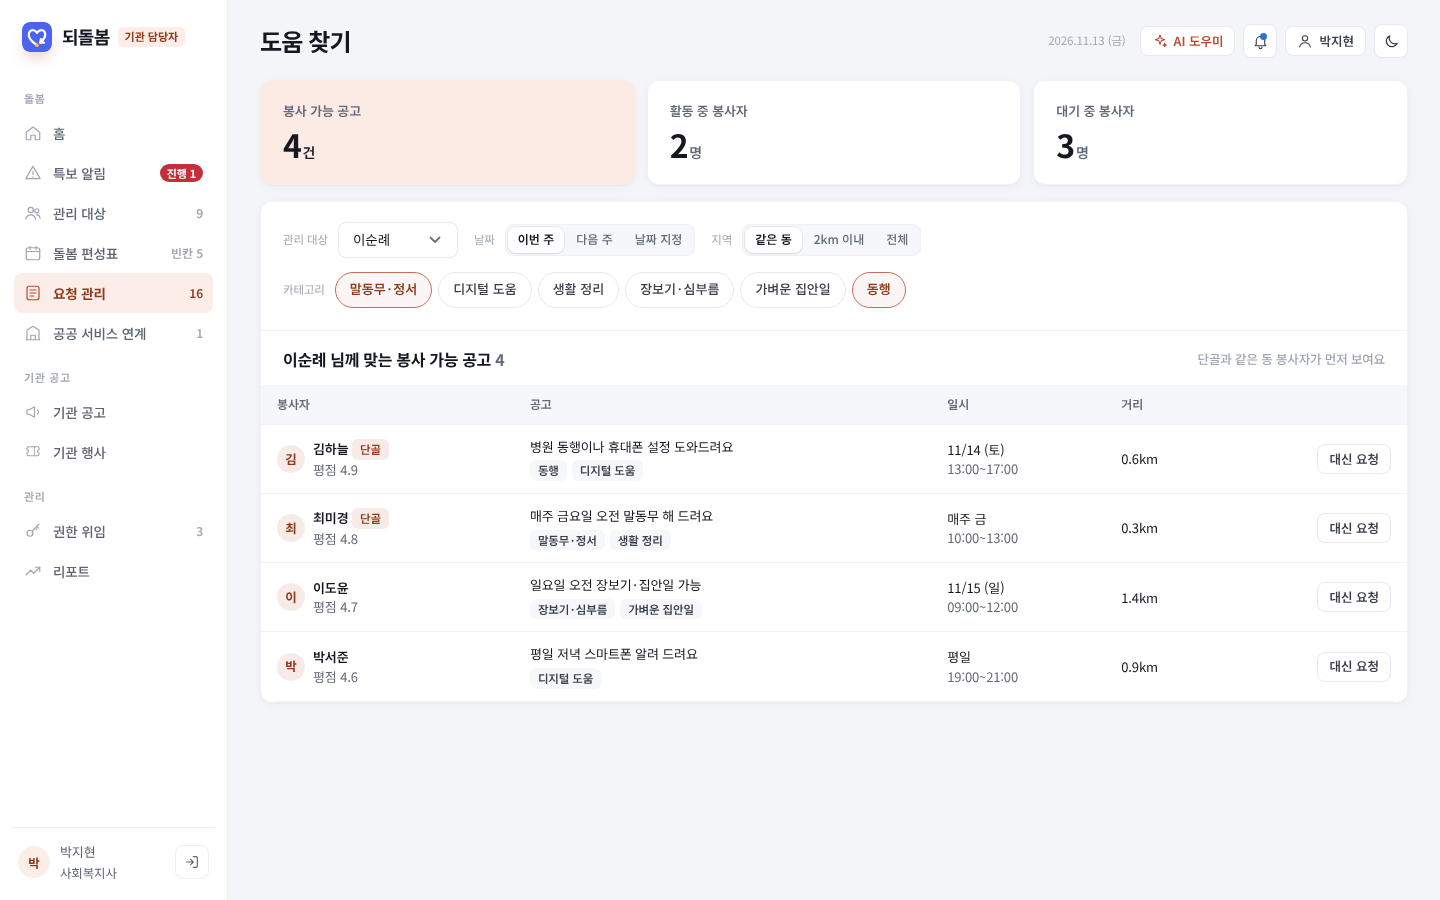 되돌봄 기관 담당자
돌봄
홈
특보 알림 진행 1
관리 대상 9
돌봄 편성표 빈칸 5
요청 관리 16
공공 서비스 연계 1
기관 공고
기관 공고
기관 행사
관리
권한 위임 3
리포트
박 박지현
사회복지사
도움 찾기
2026.11.13 (금) AI 도우미 박지현
봉사 가능 공고
4건
활동 중 봉사자
2명
대기 중 봉사자
3명
관리 대상 이순례 날짜 이번 주 다음 주 날짜 지정 지역 같은 동 2km 이내 전체
카테고리 말동무·정서 디지털 도움 생활 정리 장보기·심부름 가벼운 집안일 동행
이순례 님께 맞는 봉사 가능 공고 4 단골과 같은 동 봉사자가 먼저 보여요
봉사자 공고 일시 거리
김 김하늘 단골 병원 동행이나 휴대폰 설정 도와드려요 11/14 (토) 0.6km 대신 요청
평점 4.9 동행 디지털 도움 13:00~17:00
최 최미경 단골 매주 금요일 오전 말동무 해 드려요 매주 금 0.3km 대신 요청
평점 4.8 말동무·정서 생활 정리 10:00~13:00
이 이도윤 일요일 오전 장보기·집안일 가능 11/15 (일) 1.4km 대신 요청
평점 4.7 장보기·심부름 가벼운 집안일 09:00~12:00
박 박서준 평일 저녁 스마트폰 알려 드려요 평일 0.9km 대신 요청
평점 4.6 디지털 도움 19:00~21:00